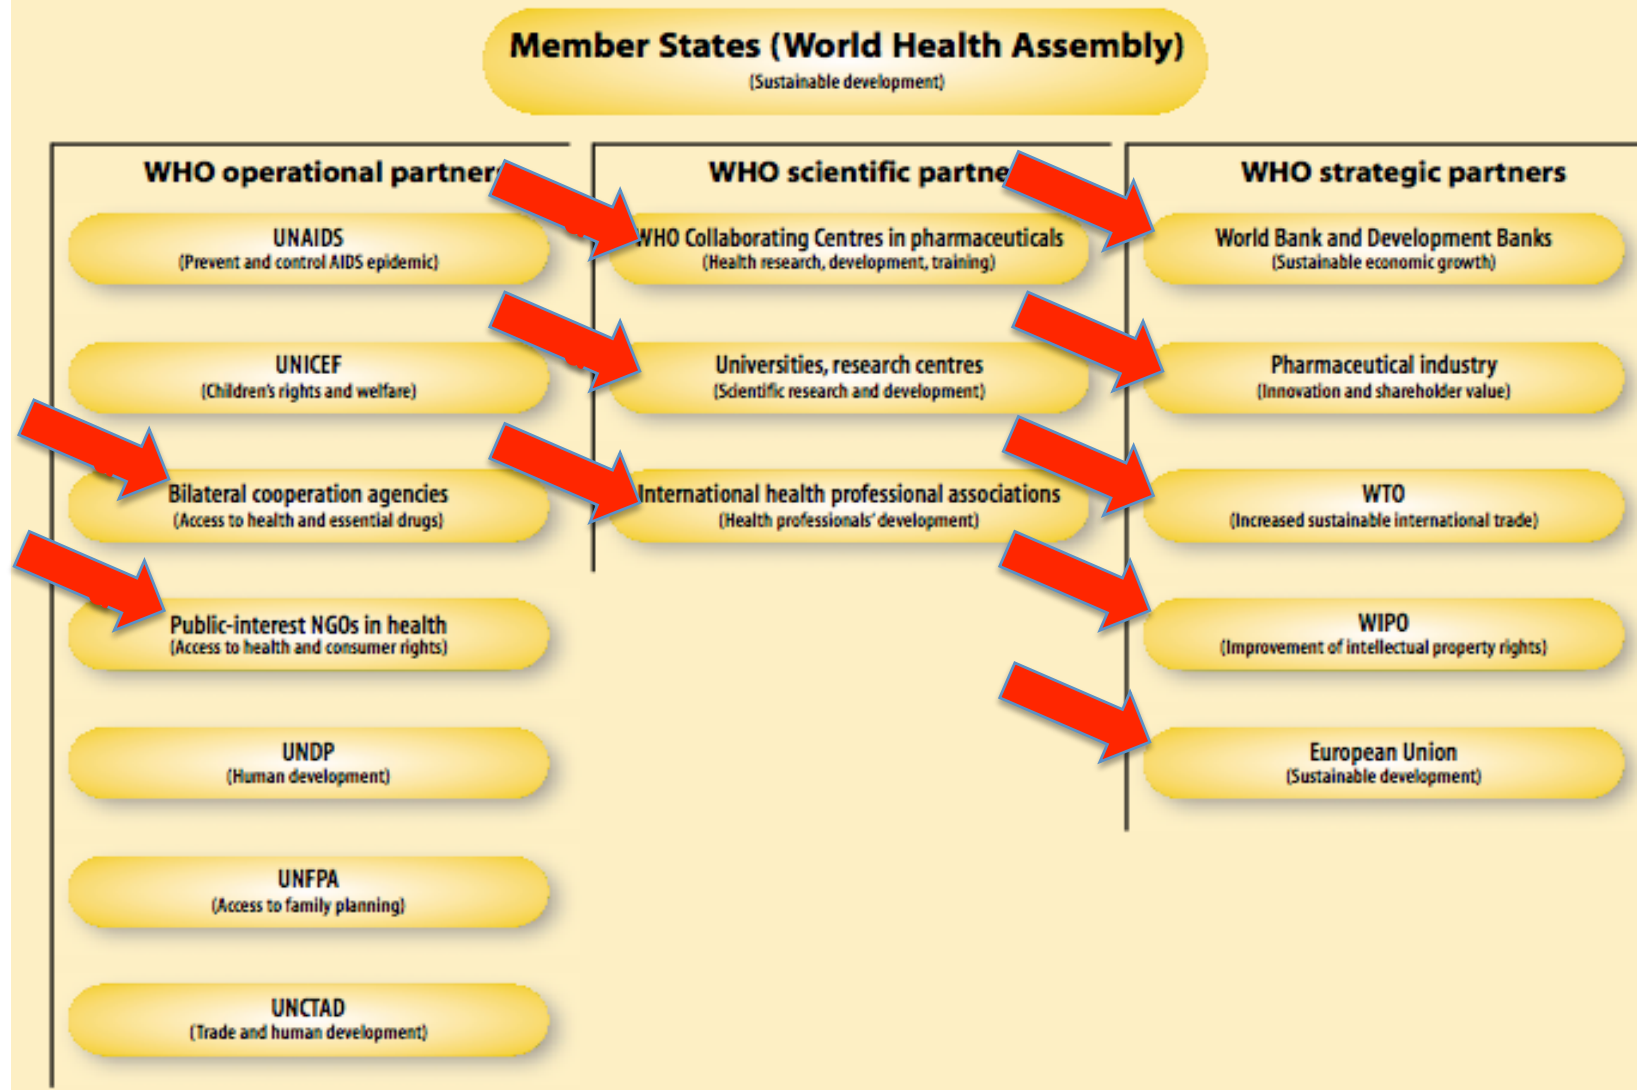 Member States (World Health Assembly)
(Sustainable development)
WHO operational partners
UNAIDS
(Prevent and control AIDS epidemic)
UNICEF
(Children's rights and welfare)
Bilateral cooperation agencies
(Access to health and essential drugs)
Public-interest NGOs in health
(Access to health and consumer rights)
UNDP
(Human development)
UNFPA
(Access to family planning)
UNCTAD
(Trade and human development)
WHO scientific partne
WHO Collaborating Centres in pharmaceuticals
(Health research, development, training)
Universities, research centres
(Scientific research and development)
International health professional associations
(Health professionals' development)
WHO strategic partners
World Bank and Development Banks
(Sustainable economic growth)
Pharmaceutical industry
(Innovation and shareholder value)
WTO
(Increased sustainable international trade)
WIPO
(Improvement of intellectual property rights)
European Union
(Sustainable development)